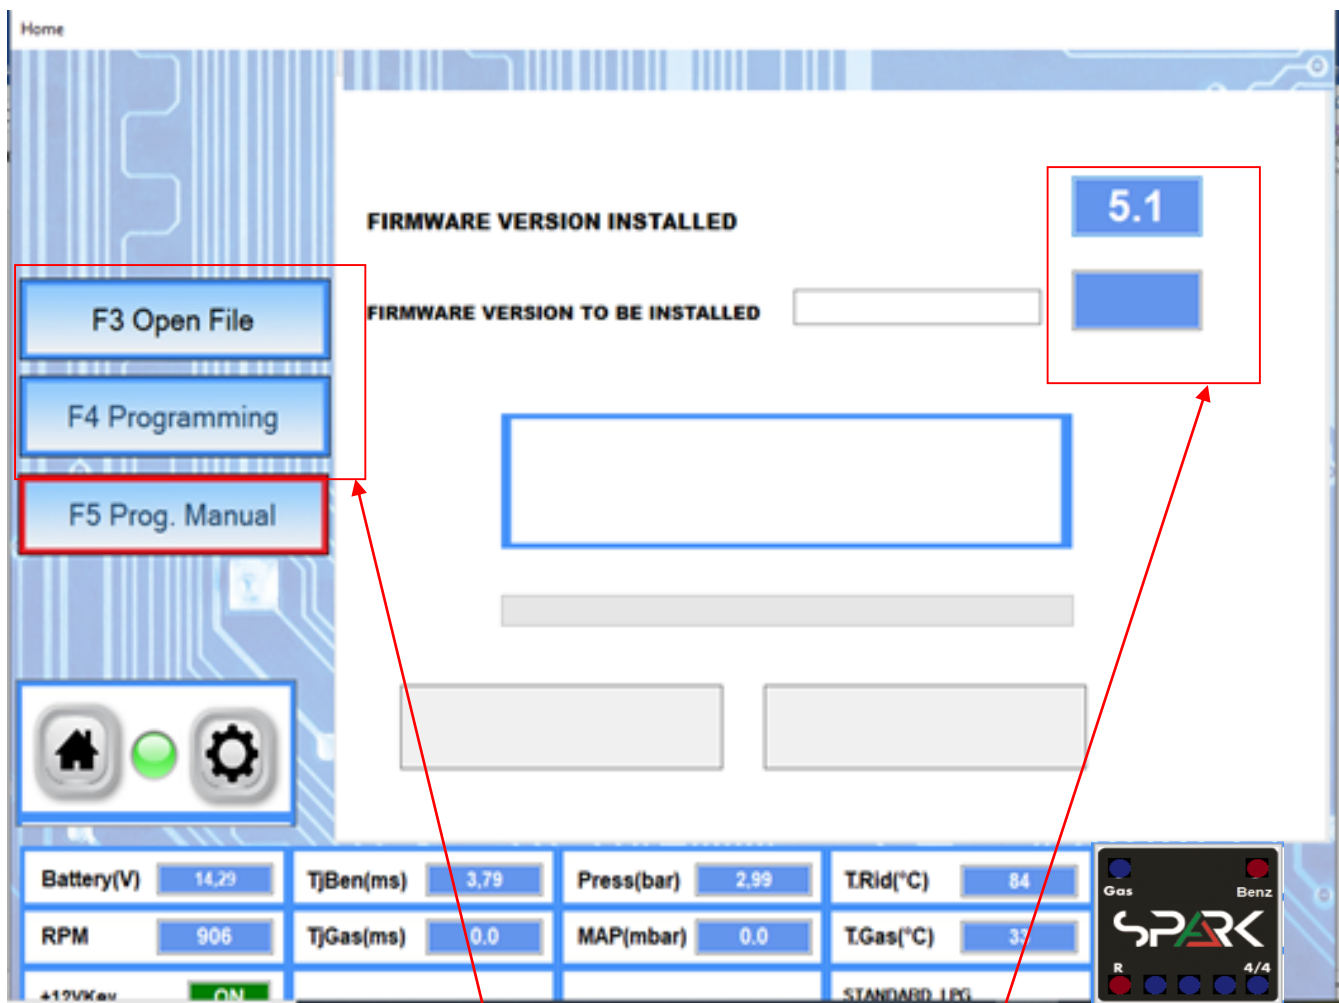 Home
FIRMWARE VERSION INSTALLED
5.1
F3 Open File
FIRMWARE VERSION TO BE INSTALLED
F4 Programming
F5 Prog. Manual
Battery(V) 14,29 TjBen(ms) 3,79 Press(bar) 2,99 T.Rid(°C) 84
Gas Benz
SPARK
RPM 906 TjGas(ms) 0.0 MAP(mbar) 0.0 T.Gas(°C) 33
R 4/4
+12VKey ON STANDARD LPG